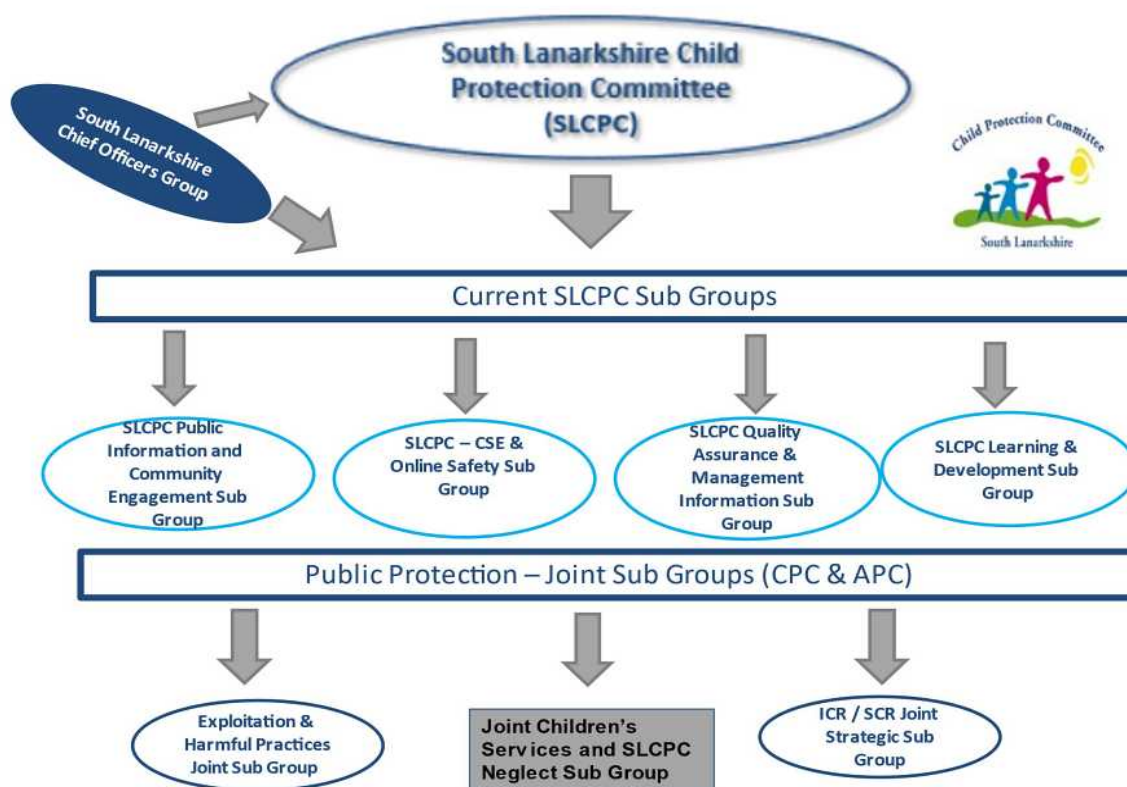 South Lanarkshire Child
Protection Committee
(SLCPC)
South Lanarkshire
Chief Officers Group
Child Protection Committee
South Lanarkshire
Current SLCPC Sub Groups
SLCPC Public
Information and
Community
Engagement Sub
Group
SLCPC – CSE &
Online Safety Sub
Group
SLCPC Quality
Assurance &
Management
Information Sub
Group
SLCPC Learning &
Development Sub
Group
Public Protection – Joint Sub Groups (CPC & APC)
Exploitation &
Harmful Practices
Joint Sub Group
Joint Children's
Services and SLCPC
Neglect Sub Group
ICR / SCR Joint
Strategic Sub
Group